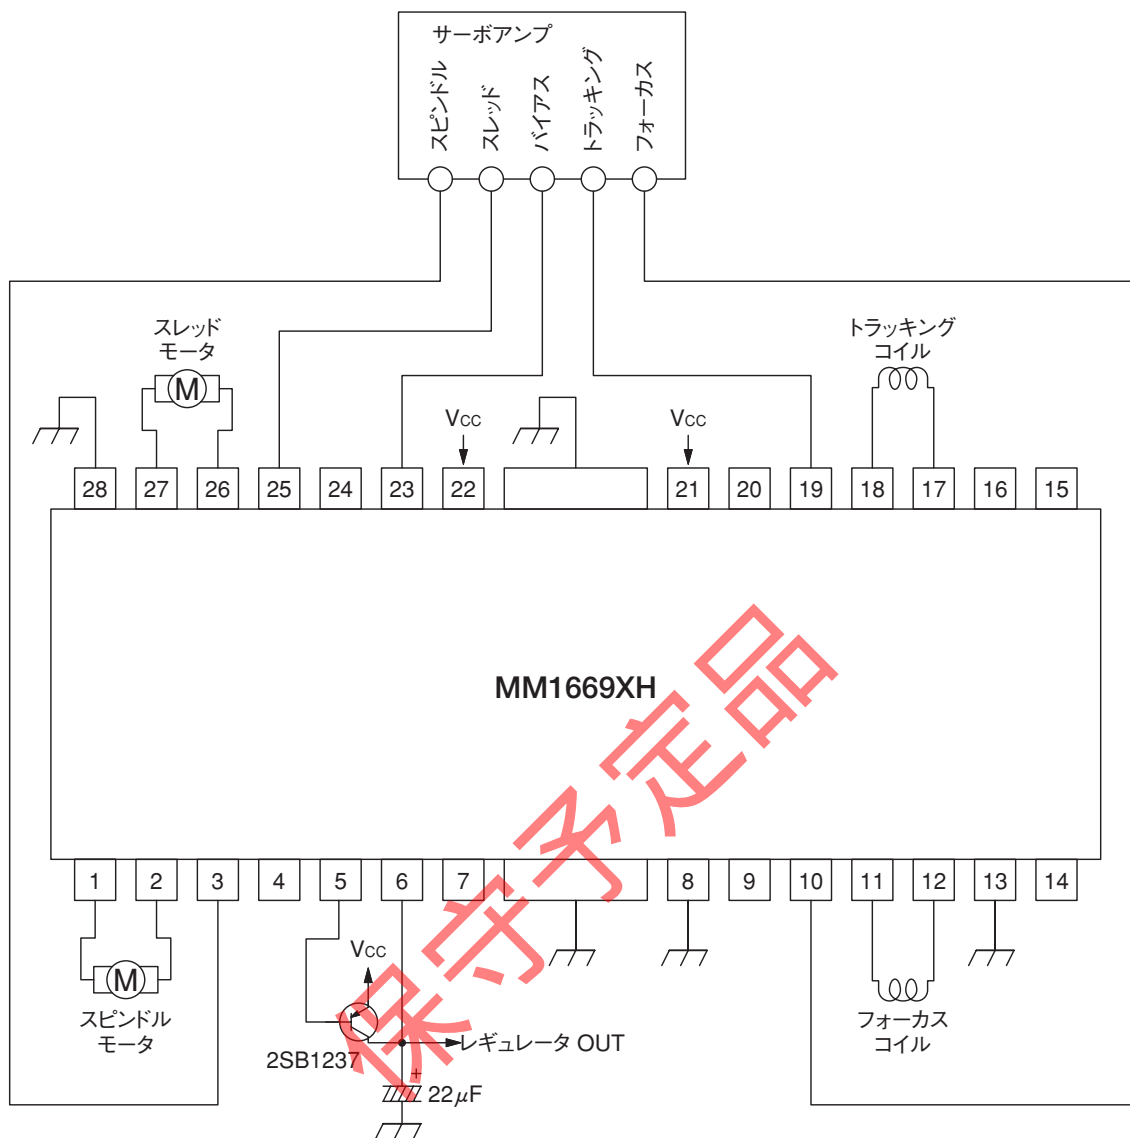 サーボアンプ
スピンドル
スレッド
バイアス
トラッキング
フォーカス
スレッド
モータ
M
トラッキング
コイル
VCC
VCC
28 27 26 25 24 23 22 21 20 19 18 17 16 15
MM1669XH
保守予定品
1 2 3 4 5 6 7 8 9 10 11 12 13 14
M
スピンドル
モータ
VCC
2SB1237
レギュレータ OUT
+
22μF
フォーカス
コイル